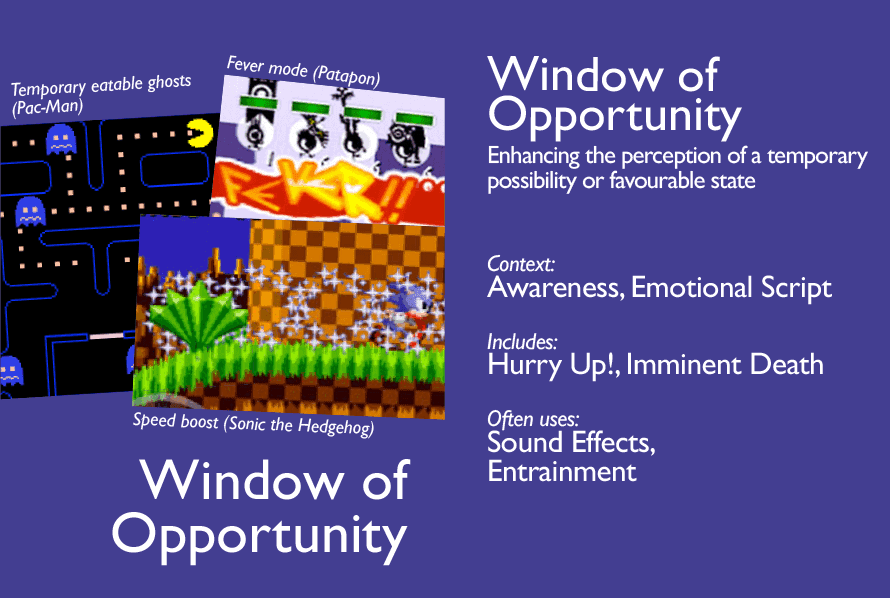 Temporary eatable ghosts
(Pac-Man)
Fever mode (Patapon)
FEVER!!
Speed boost (Sonic the Hedgehog)
Window of
Opportunity
Window of
Opportunity
Enhancing the perception of a temporary
possibility or favourable state
Context:
Awareness, Emotional Script
Includes:
Hurry Up!, Imminent Death
Often uses:
Sound Effects,
Entrainment